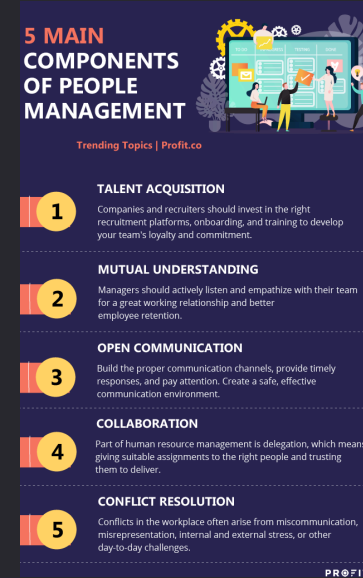 5 MAIN
COMPONENTS
OF PEOPLE
MANAGEMENT
Trending Topics | Profit.co
1
TALENT ACQUISITION
Companies and recruiters should invest in the right
recruitment platforms, onboarding, and training to develop
your team's loyalty and commitment.
2
MUTUAL UNDERSTANDING
Managers should actively listen and empathize with their team
for a great working relationship and better
employee retention.
3
OPEN COMMUNICATION
Build the proper communication channels, provide timely
responses, and pay attention. Create a safe, effective
communication environment.
4
COLLABORATION
Part of human resource management is delegation, which means
giving suitable assignments to the right people and trusting
them to deliver.
5
CONFLICT RESOLUTION
Conflicts in the workplace often arise from miscommunication,
misrepresentation, internal and external stress, or other
day-to-day challenges.
PROFI